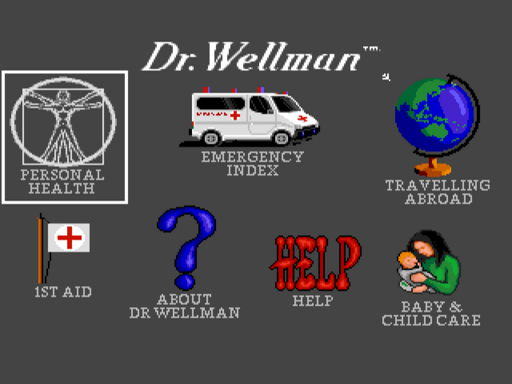 Dr. Wellman™
PERSONAL
HEALTH
EMERGENCY
INDEX
TRAVELLING
ABROAD
1ST AID
ABOUT
DR WELLMAN
HELP
HELP
BABY &
CHILD CARE